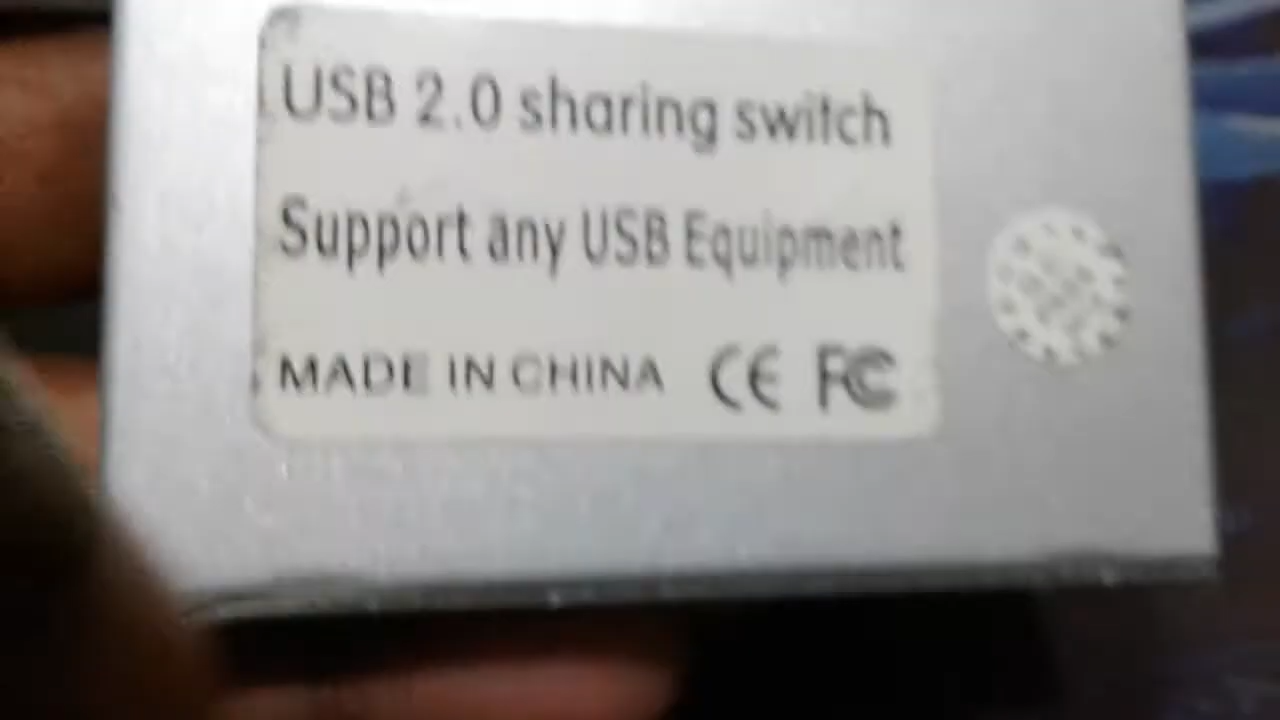 USB 2.0 sharing switch
Support any USB Equipment
MADE IN CHINA CE FC